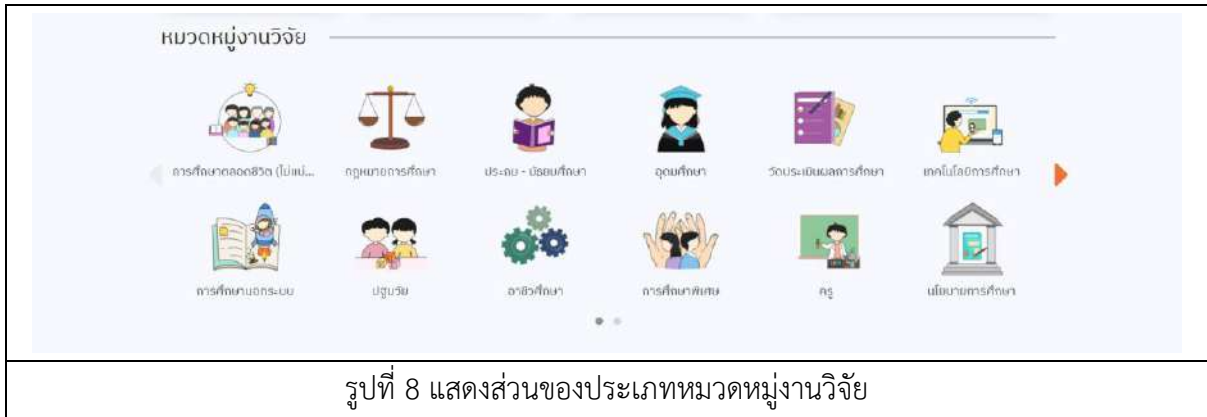 หมวดหมู่งานวิจัย
การศึกษาตลอดชีวิต (ไม่แน่...
กฎหมายการศึกษา
ประถม - มัธยมศึกษา
อุดมศึกษา
วัดประเมินผลการศึกษา
เทคโนโลยีการศึกษา
การศึกษานอกระบบ
ปฐมวัย
อาชีวศึกษา
การศึกษาพิเศษ
ครู
นโยบายการศึกษา
รูปที่ 8 แสดงส่วนของประเภทหมวดหมู่งานวิจัย